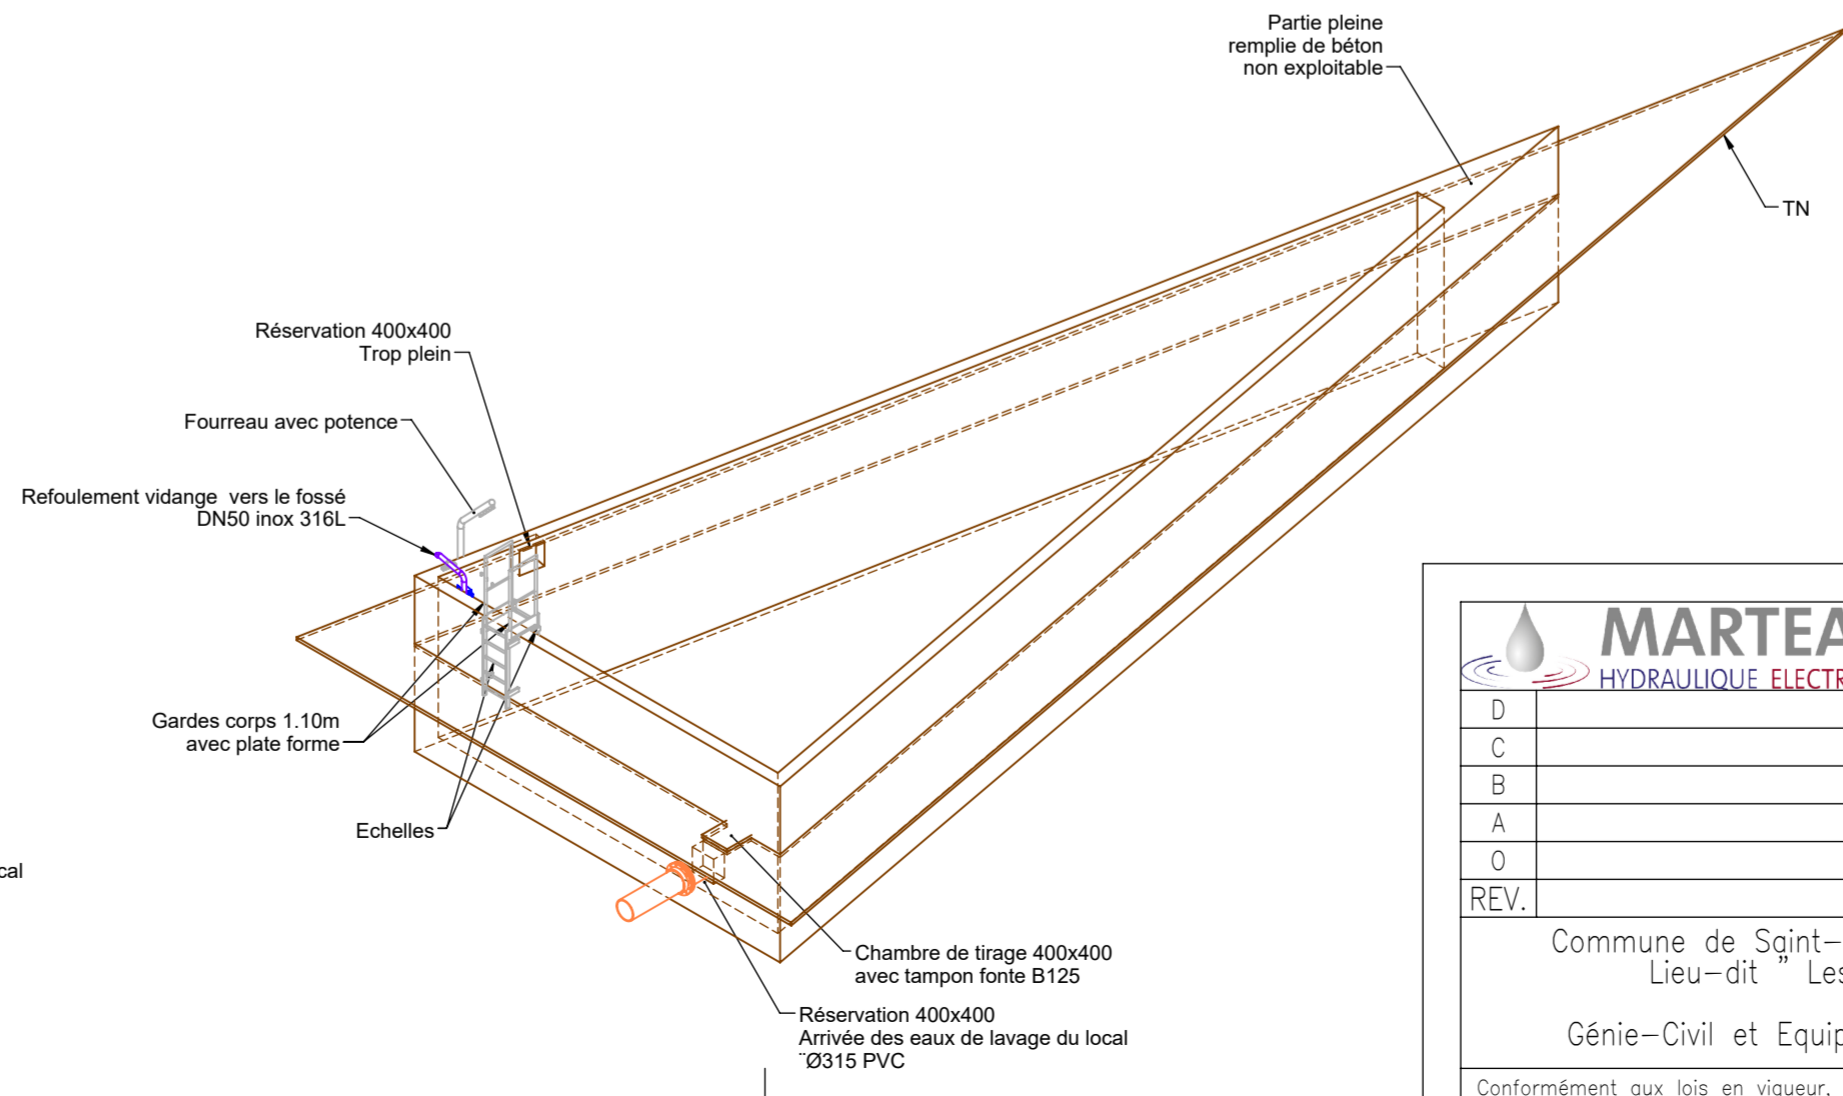 Partie pleine
remplie de béton
non exploitable
TN
Réservation 400x400
Trop plein
Fourreau avec potence
Refoulement vidange vers le fossé
DN50 inox 316L
Gardes corps 1.10m
avec plate forme
Echelles
cal
Chambre de tirage 400x400
avec tampon fonte B125
Réservation 400x400
Arrivée des eaux de lavage du local
¨Ø315 PVC
MARTEA
HYDRAULIQUE ELECTR
D
C
B
A
0
REV.
Commune de Saint-
Lieu-dit " Les
Génie-Civil et Equip
Conformément aux lois en vigueur,